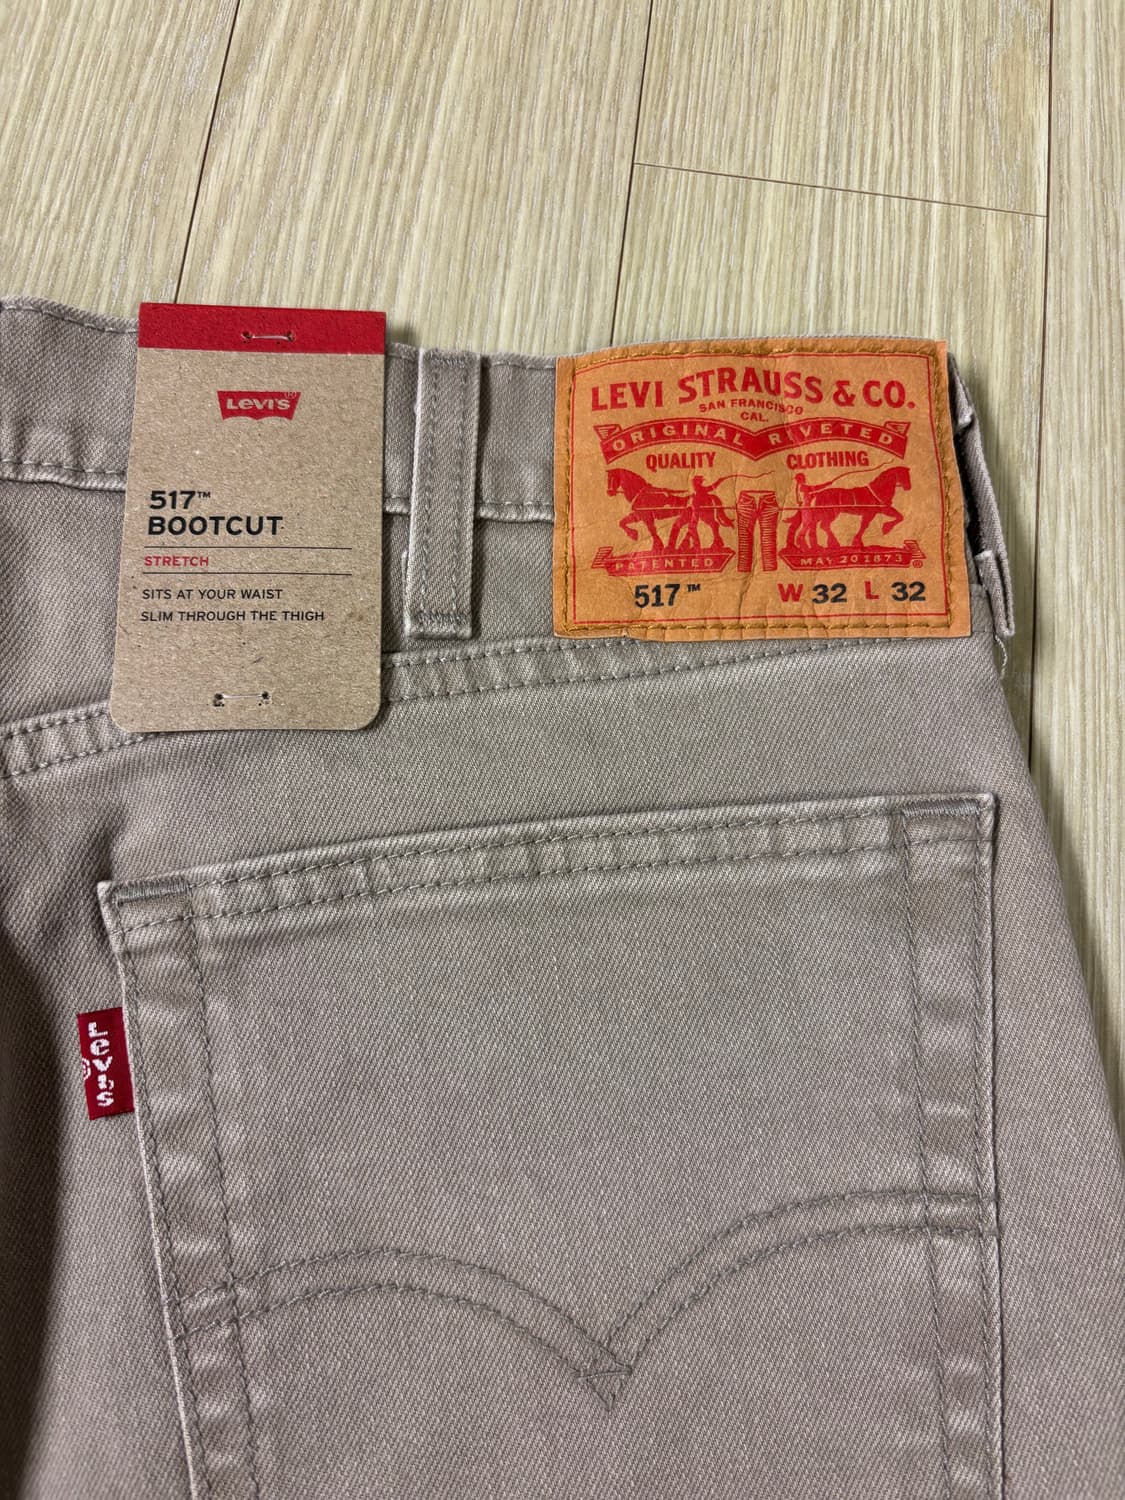 LEVI'S®
517™
BOOTCUT
STRETCH
SITS AT YOUR WAIST
SLIM THROUGH THE THIGH
LEVI STRAUSS & CO.
SAN FRANCISCO
CAL.
ORIGINAL RIVETED
QUALITY CLOTHING
PATENTED MAY 20 1873 ®
517™ W 32 L 32
Levi's
®